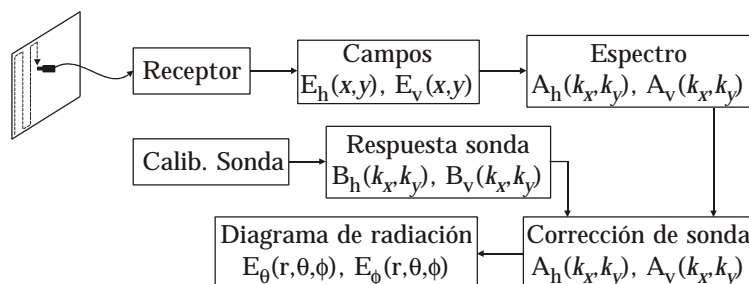 Receptor
Campos
E_h(x,y), E_v(x,y)
Espectro
A_h(k_x,k_y), A_v(k_x,k_y)
Calib. Sonda
Respuesta sonda
B_h(k_x,k_y), B_v(k_x,k_y)
Diagrama de radiación
E_θ(r,θ,ϕ), E_ϕ(r,θ,ϕ)
Corrección de sonda
A_h(k_x,k_y), A_v(k_x,k_y)